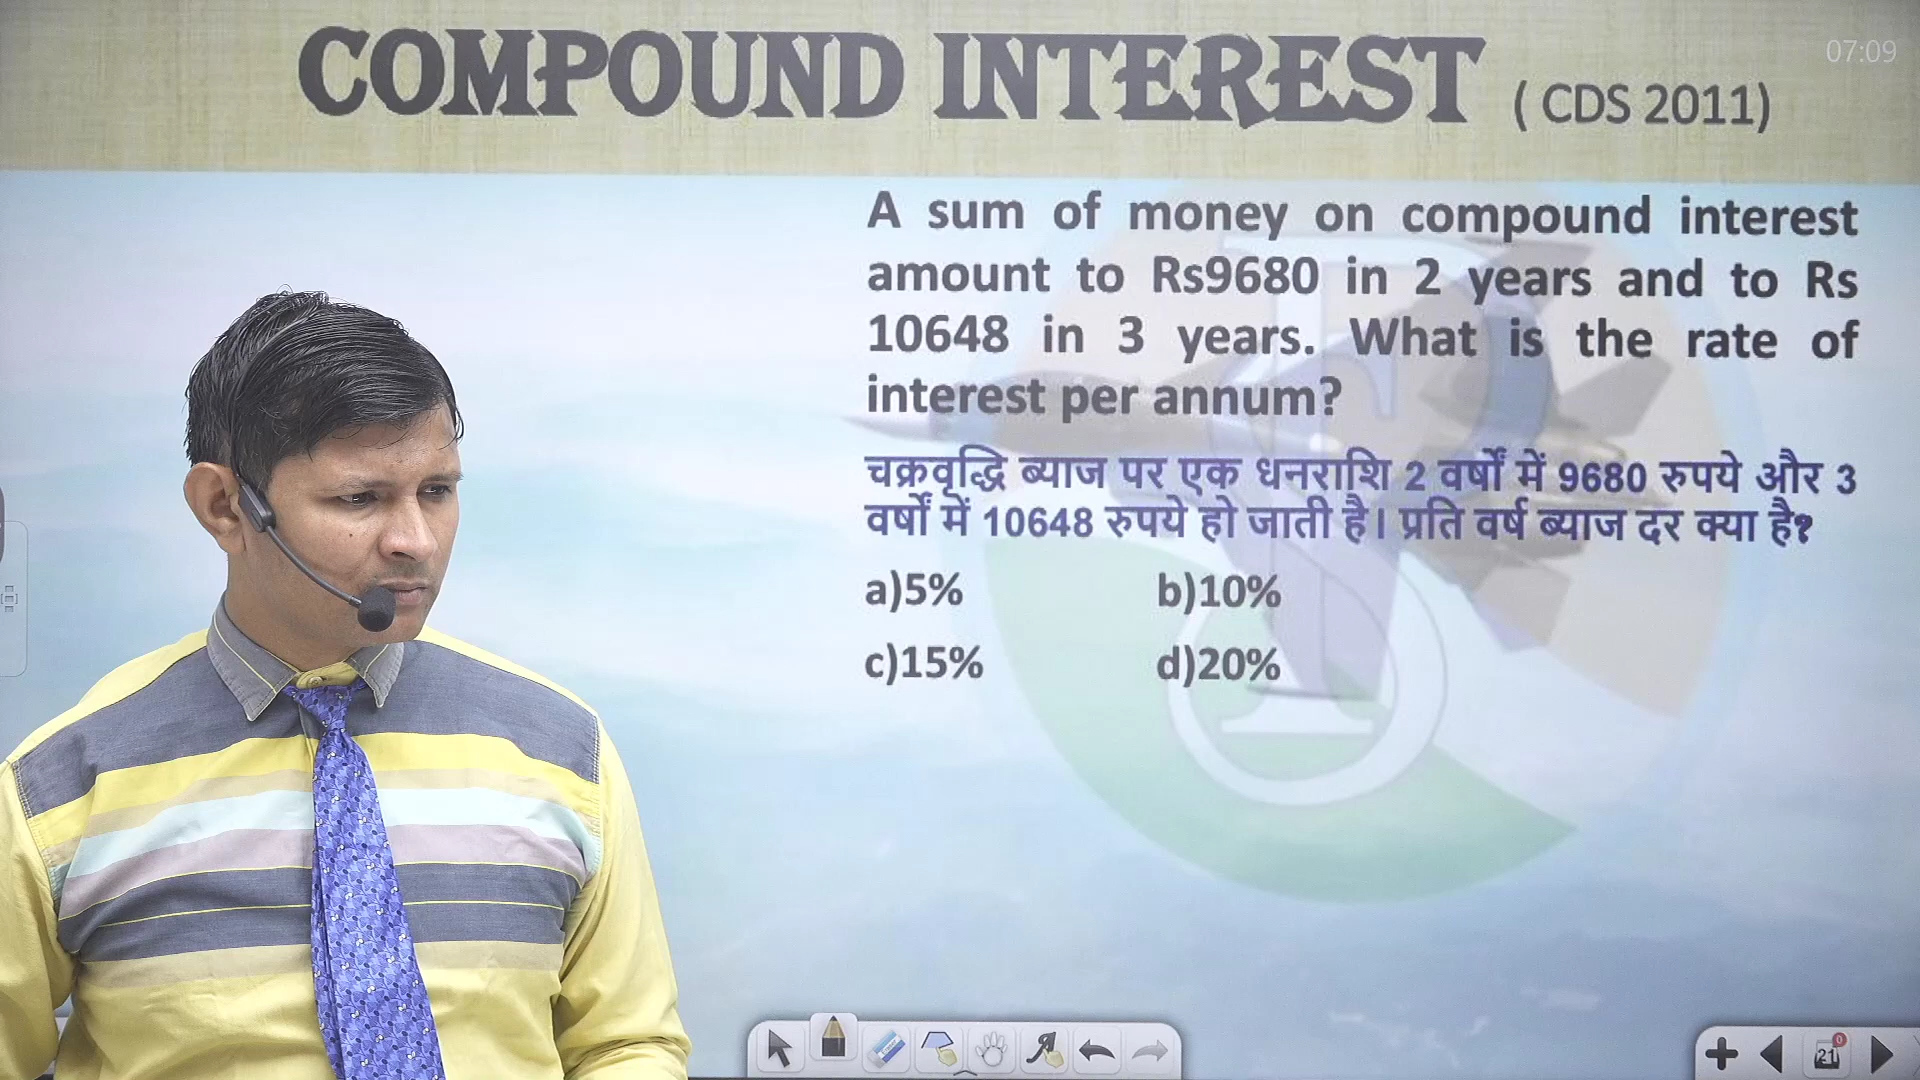 COMPOUND INTEREST ( CDS 2011)
07:09
A sum of money on compound interest
amount to Rs9680 in 2 years and to Rs
10648 in 3 years. What is the rate of
interest per annum?
चक्रवृद्धि ब्याज पर एक धनराशि 2 वर्षों में 9680 रुपये और 3
वर्षों में 10648 रुपये हो जाती है। प्रति वर्ष ब्याज दर क्या है?
a)5% b)10%
c)15% d)20%
21 0